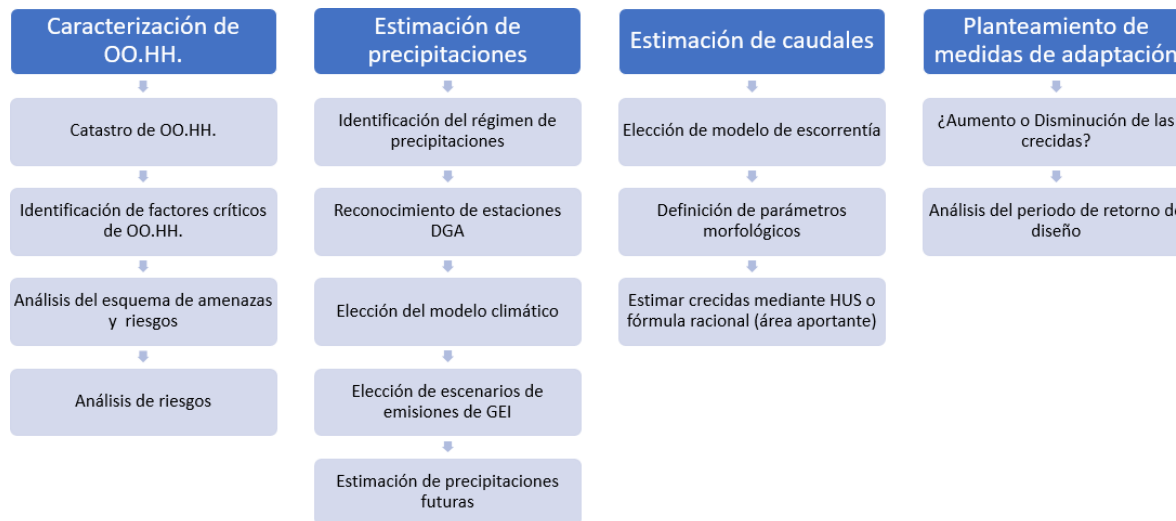 Caracterización de
OO.HH.
Catastro de OO.HH.
Identificación de factores críticos
de OO.HH.
Análisis del esquema de amenazas
y riesgos
Análisis de riesgos
Estimación de
precipitaciones
Identificación del régimen de
precipitaciones
Reconocimiento de estaciones
DGA
Elección del modelo climático
Elección de escenarios de
emisiones de GEI
Estimación de precipitaciones
futuras
Estimación de caudales
Elección de modelo de escorrentía
Definición de parámetros
morfológicos
Estimar crecidas mediante HUS o
fórmula racional (área aportante)
Planteamiento de
medidas de adaptación
¿Aumento o Disminución de las
crecidas?
Análisis del periodo de retorno de
diseño